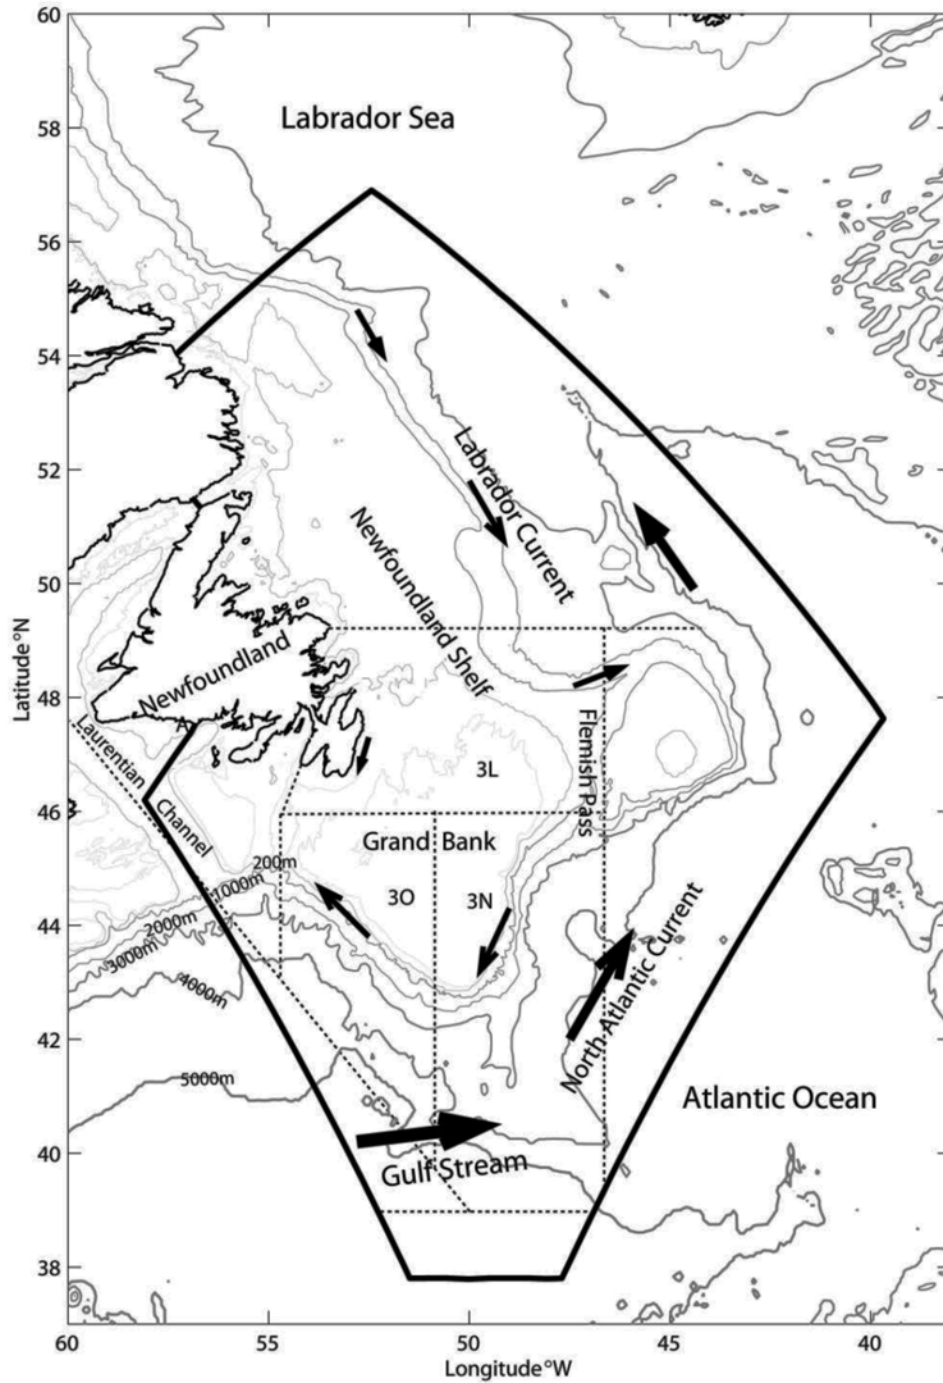 60
58
56
54
52
50
48
46
44
42
40
38
Latitude°N
Labrador Sea
Labrador Current
Newfoundland Shelf
Newfoundland
A
Laurentian
Channel
Flemish Pass
3L
Grand Bank
3O
3N
200m
1000m
2000m
3000m
4000m
5000m
North Atlantic Current
Atlantic Ocean
Gulf Stream
60
55
50
45
40
Longitude°W